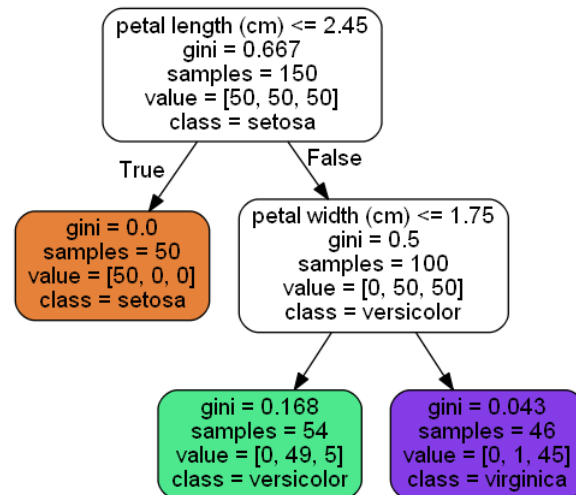 petal length (cm) <= 2.45
gini = 0.667
samples = 150
value = [50, 50, 50]
class = setosa
True
False
gini = 0.0
samples = 50
value = [50, 0, 0]
class = setosa
petal width (cm) <= 1.75
gini = 0.5
samples = 100
value = [0, 50, 50]
class = versicolor
gini = 0.168
samples = 54
value = [0, 49, 5]
class = versicolor
gini = 0.043
samples = 46
value = [0, 1, 45]
class = virginica